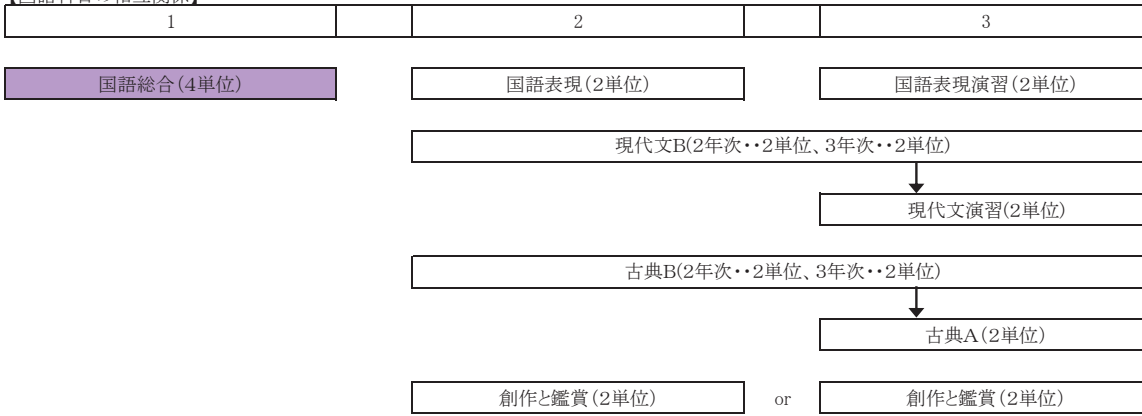 1 2 3
国語総合(4単位) 国語表現(2単位) 国語表現演習(2単位)
現代文B(2年次・・2単位、3年次・・2単位)
現代文演習(2単位)
古典B(2年次・・2単位、3年次・・2単位)
古典A(2単位)
創作と鑑賞(2単位) or 創作と鑑賞(2単位)